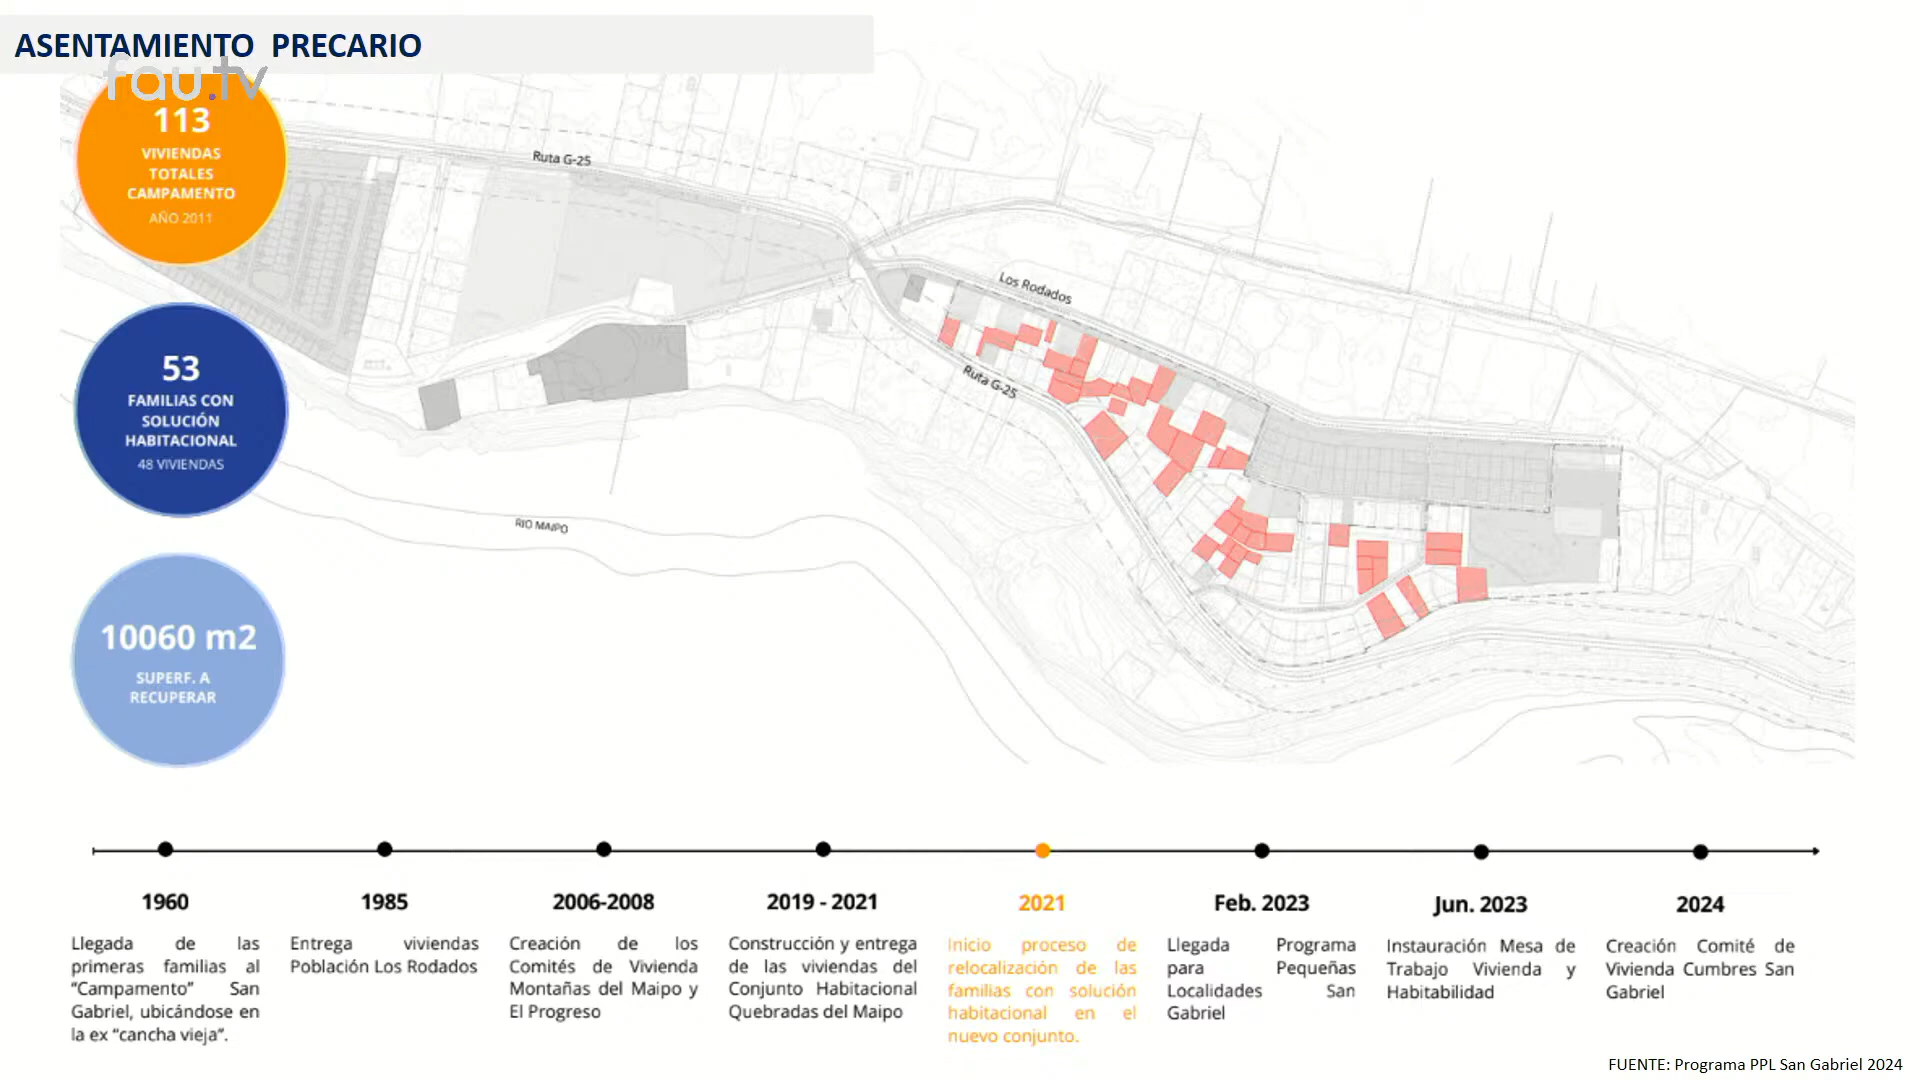 ASENTAMIENTO PRECARIO
fau.tv
113
VIVIENDAS
TOTALES
CAMPAMENTO
AÑO 2011
53
FAMILIAS CON
SOLUCIÓN
HABITACIONAL
48 VIVIENDAS
10060 m2
SUPERF. A
RECUPERAR
Ruta G-25
Los Rodados
Ruta G-25
RIO MAIPO
1960
Llegada de las
primeras familias al
“Campamento” San
Gabriel, ubicándose en
la ex “cancha vieja”.
1985
Entrega viviendas
Población Los Rodados
2006-2008
Creación de los
Comités de Vivienda
Montañas del Maipo y
El Progreso
2019 - 2021
Construcción y entrega
de las viviendas del
Conjunto Habitacional
Quebradas del Maipo
2021
Inicio proceso de
relocalización de las
familias con solución
habitacional en el
nuevo conjunto.
Feb. 2023
Llegada Programa
para Pequeñas
Localidades San
Gabriel
Jun. 2023
Instauración Mesa de
Trabajo Vivienda y
Habitabilidad
2024
Creación Comité de
Vivienda Cumbres San
Gabriel
FUENTE: Programa PPL San Gabriel 2024